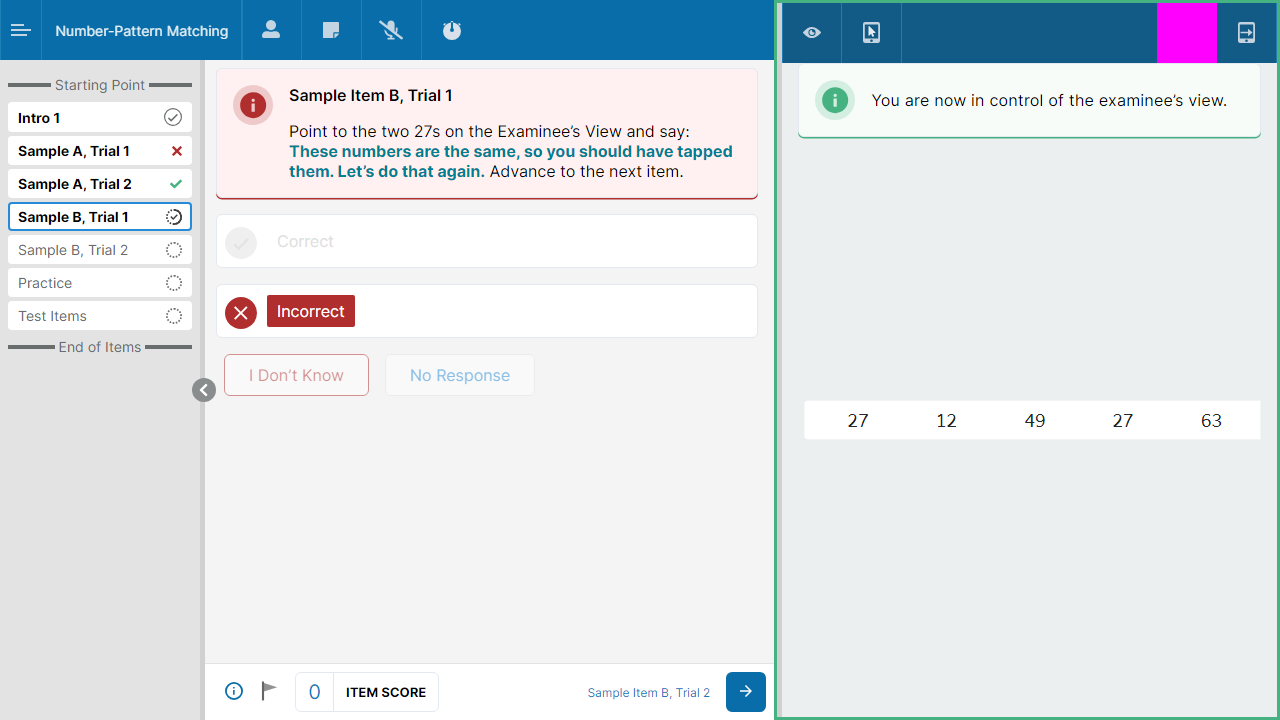 Number-Pattern Matching
Starting Point
Intro 1
Sample A, Trial 1
Sample A, Trial 2
Sample B, Trial 1
Sample B, Trial 2
Practice
Test Items
End of Items
Sample Item B, Trial 1
Point to the two 27s on the Examinee’s View and say:
These numbers are the same, so you should have tapped
them. Let’s do that again. Advance to the next item.
Correct
Incorrect
I Don’t Know
No Response
0 ITEM SCORE
Sample Item B, Trial 2
You are now in control of the examinee’s view.
27 12 49 27 63